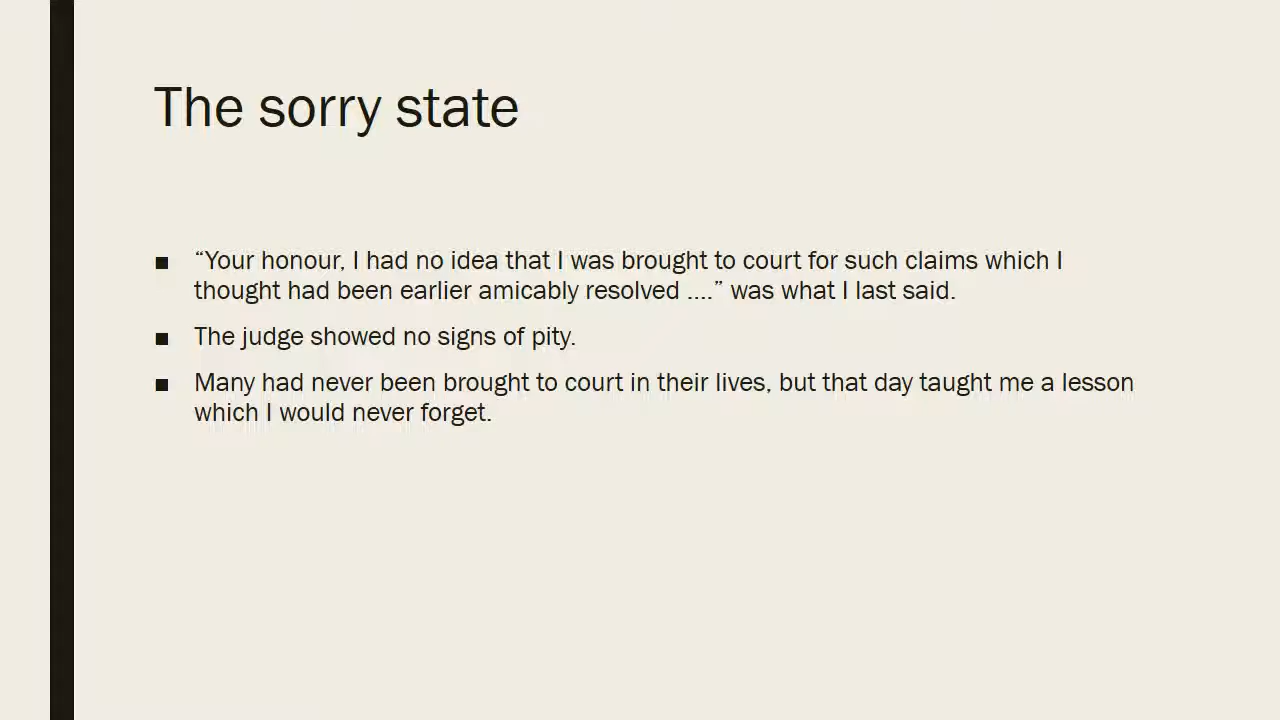 The sorry state
■ “Your honour, I had no idea that I was brought to court for such claims which I
thought had been earlier amicably resolved ....” was what I last said.
■ The judge showed no signs of pity.
■ Many had never been brought to court in their lives, but that day taught me a lesson
which I would never forget.